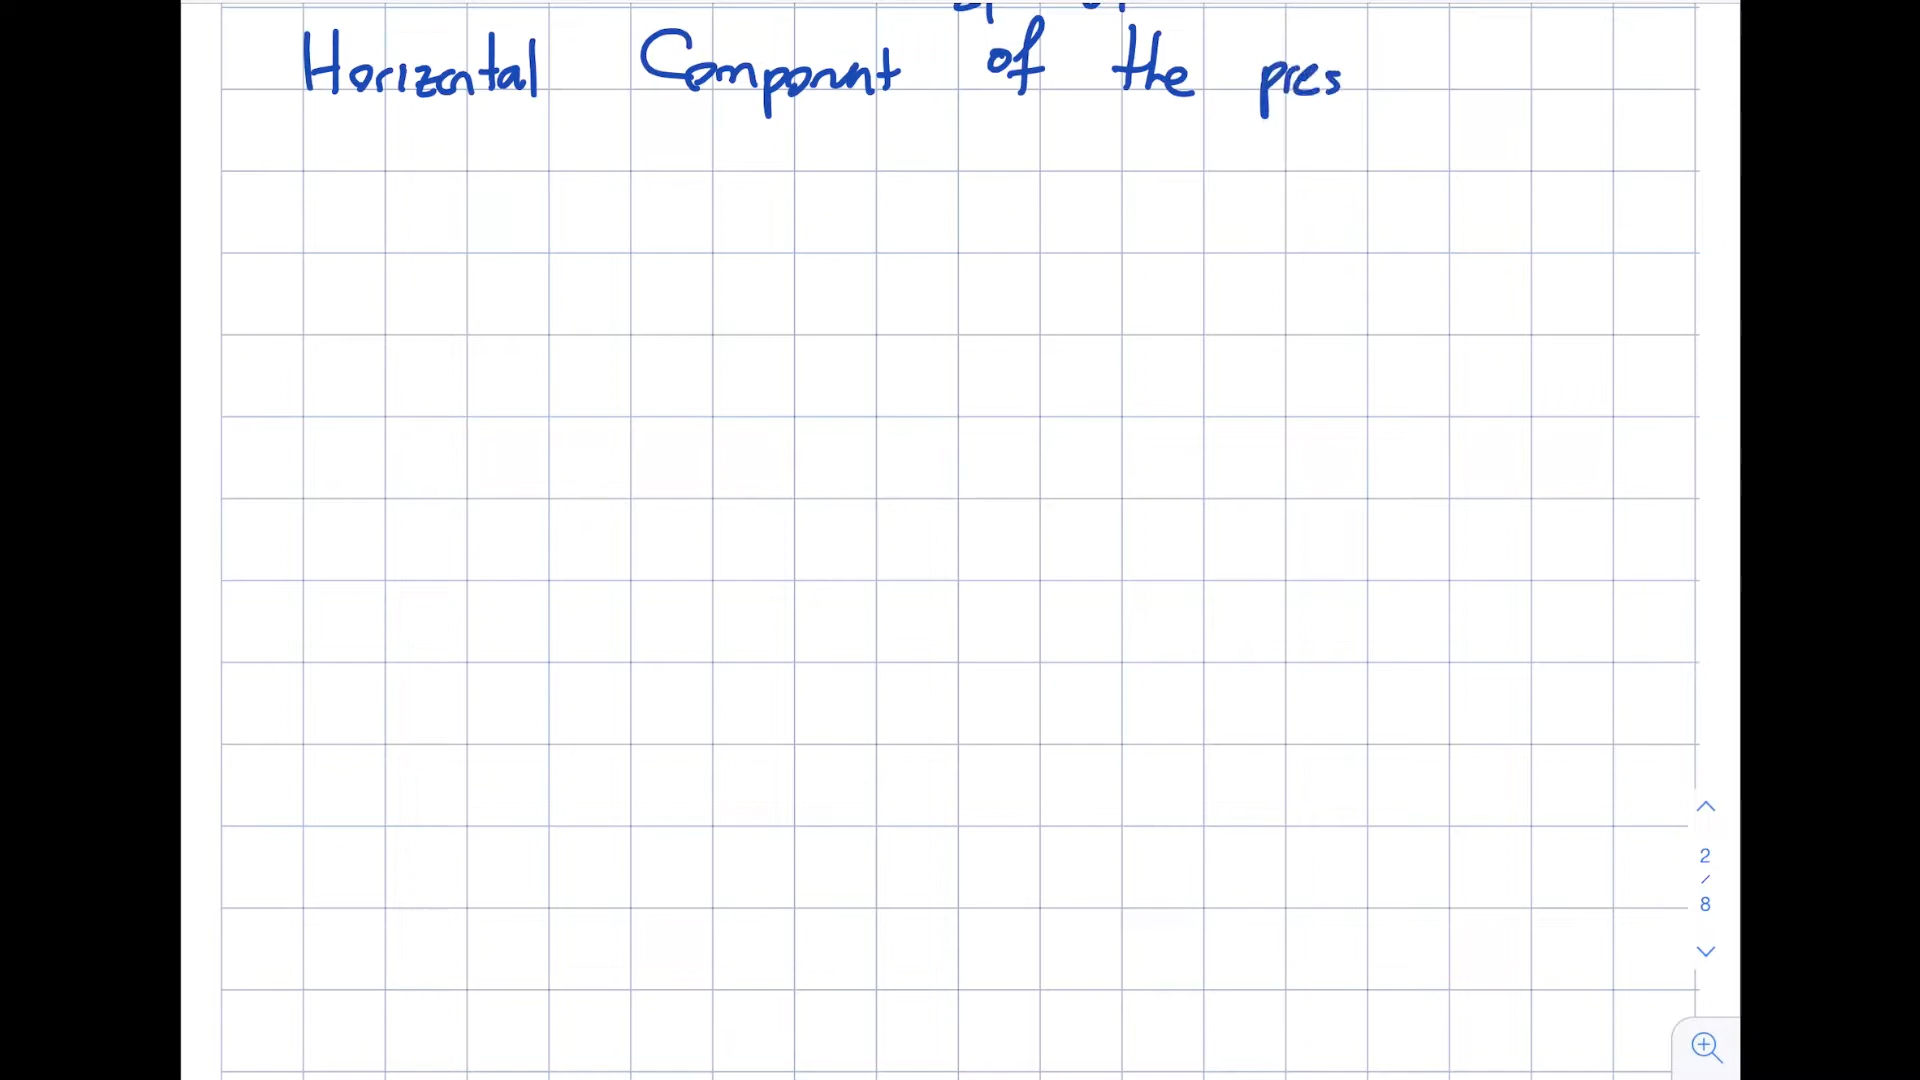 Horizontal Component of the pres
2
/
8